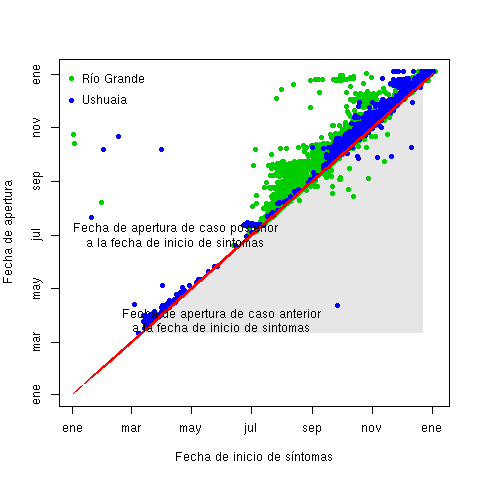 Río Grande
Ushuaia
Fecha de apertura de caso posterior
a la fecha de inicio de síntomas
Fecha de apertura de caso anterior
a la fecha de inicio de síntomas
Fecha de apertura
ene
mar
may
jul
sep
nov
ene
ene
mar
may
jul
sep
nov
ene
Fecha de inicio de síntomas